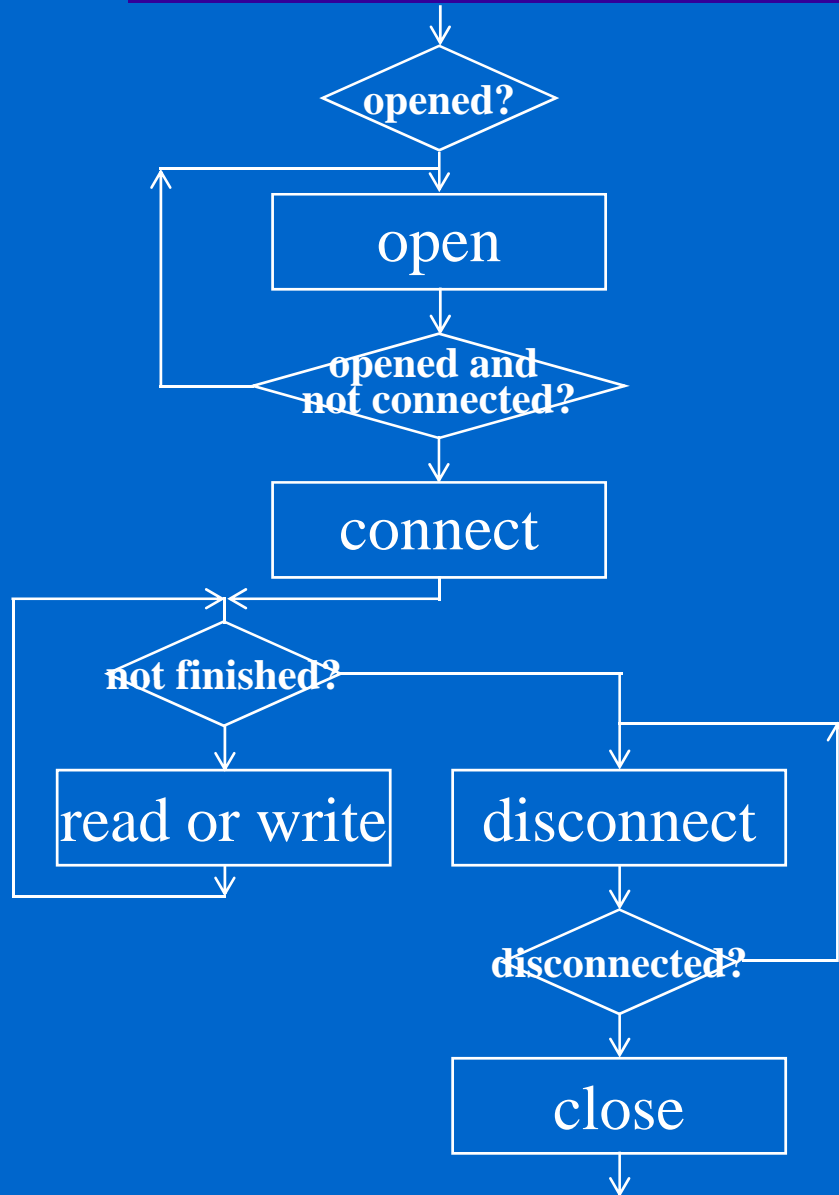 opened?
open
opened and
not connected?
connect
not finished?
read or write
disconnect
disconnected?
close